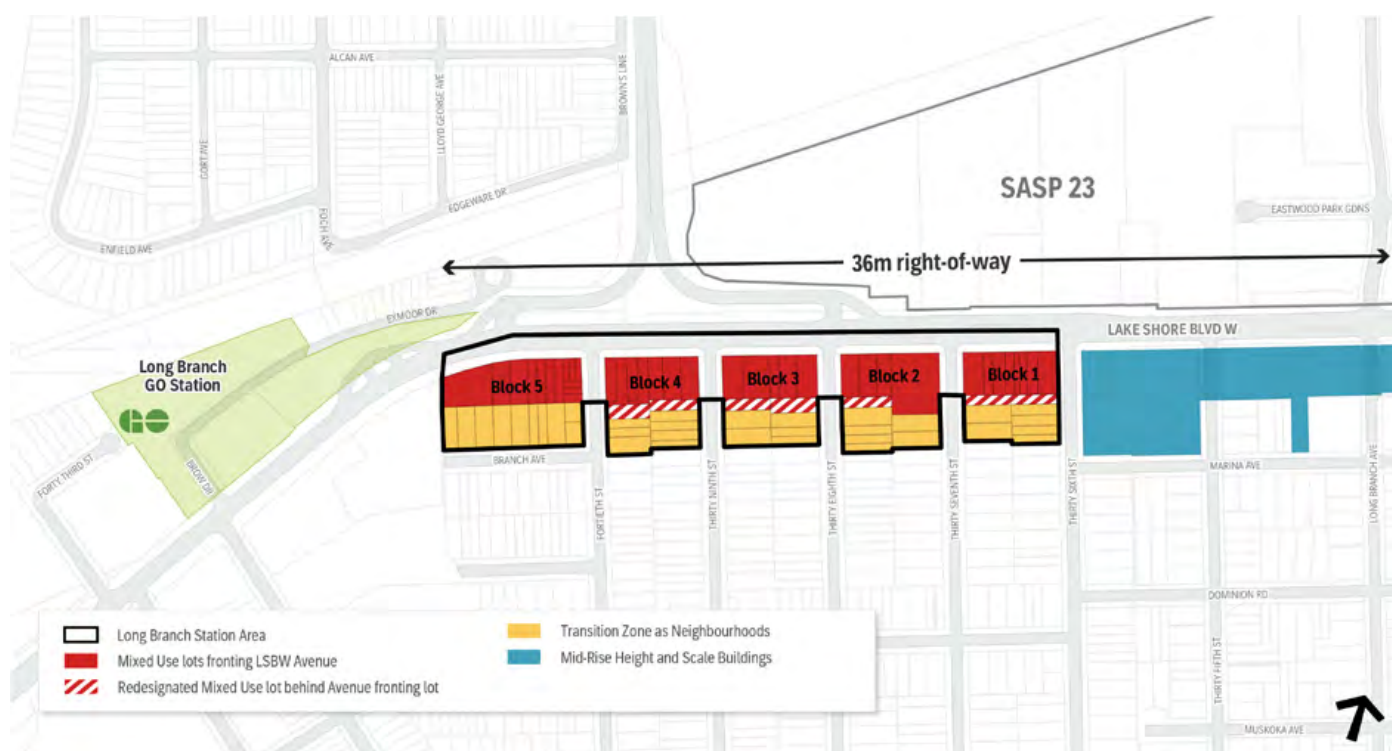 ALCAN AVE
GORT AVE
FOCH AVE
LLOYD GEORGE AVE
BROWN'S LINE
EDGEWARE DR
ENFIELD AVE
SASP 23
EASTWOOD PARK GDNS
36m right-of-way
EXMOOR DR
LAKE SHORE BLVD W
Long Branch
GO Station
GO
Block 5
Block 4
Block 3
Block 2
Block 1
FORTY THIRD ST
DROW DR
BRANCH AVE
FORTIETH ST
THIRTY NINTH ST
THIRTY EIGHTH ST
THIRTY SEVENTH ST
THIRTY SIXTH ST
MARINA AVE
LONG BRANCH AVE
DOMINION RD
THIRTY FIFTH ST
MUSKOKA AVE
Long Branch Station Area
Mixed Use lots fronting LSBW Avenue
Redesignated Mixed Use lot behind Avenue fronting lot
Transition Zone as Neighbourhoods
Mid-Rise Height and Scale Buildings